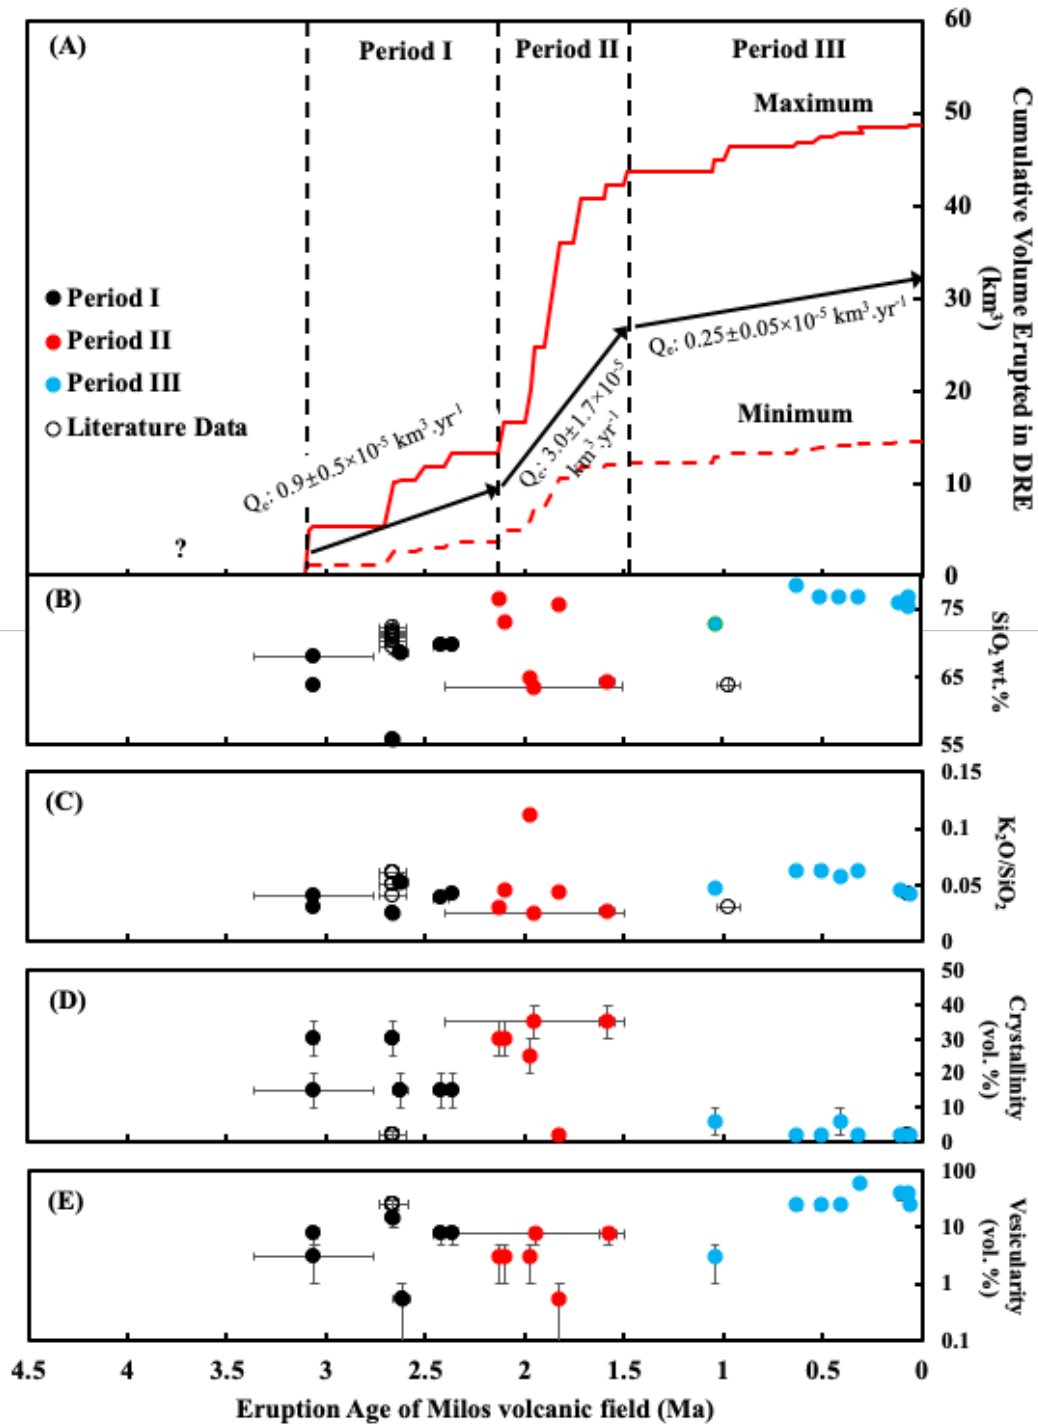 (A)
Period I
Period II
Period III
Maximum
Minimum
Period I
Period II
Period III
Literature Data
Qₑ: 0.9±0.5×10⁻⁵ km³.yr⁻¹
Qₑ: 3.0±1.7×10⁻⁵
km³.yr⁻¹
Qₑ: 0.25±0.05×10⁻⁵ km³.yr⁻¹
?
60
50
40
30
20
10
0
Cumulative Volume Erupted in DRE
(km³)
(B)
75
65
55
SiO₂ wt.%
(C)
0.15
0.1
0.05
0
K₂O/SiO₂
(D)
50
40
30
20
10
0
Crystallinity
(vol. %)
(E)
100
10
1
0.1
Vesicularity
(vol. %)
4.5 4 3.5 3 2.5 2 1.5 1 0.5 0
Eruption Age of Milos volcanic field (Ma)